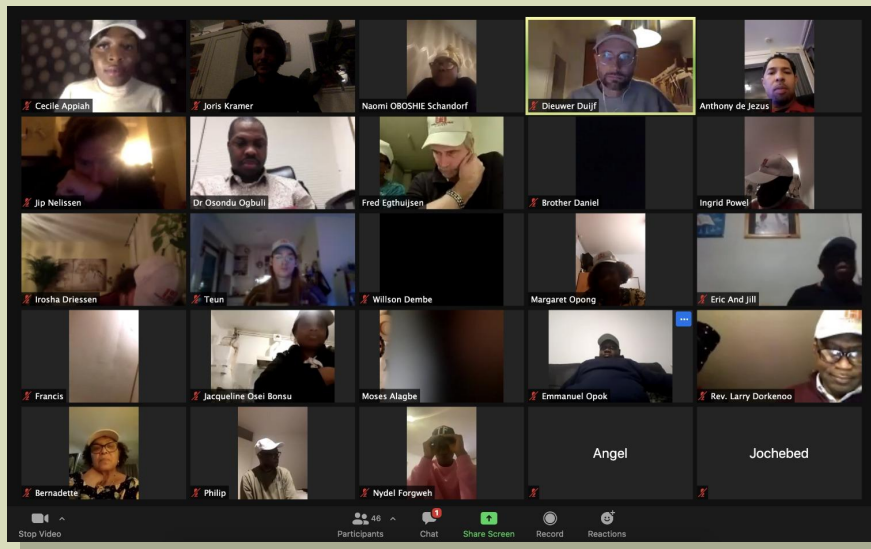 Cecile Appiah
Joris Kramer
Naomi OBOSHIE Schandorf
Dieuwer Duijf
Anthony de Jezus
Jip Nelissen
Dr Osondu Ogbuli
Fred Egthuijsen
Brother Daniel
Ingrid Powel
Irosha Driessen
Teun
Willson Dembe
Margaret Opong
Eric And Jill
Francis
Jacqueline Osei Bonsu
Moses Alagbe
Emmanuel Opok
Rev. Larry Dorkenoo
Bernadette
Philip
Nydel Forgweh
Angel
Jochebed
Stop Video
46
Participants
1
Chat
Share Screen
Record
Reactions